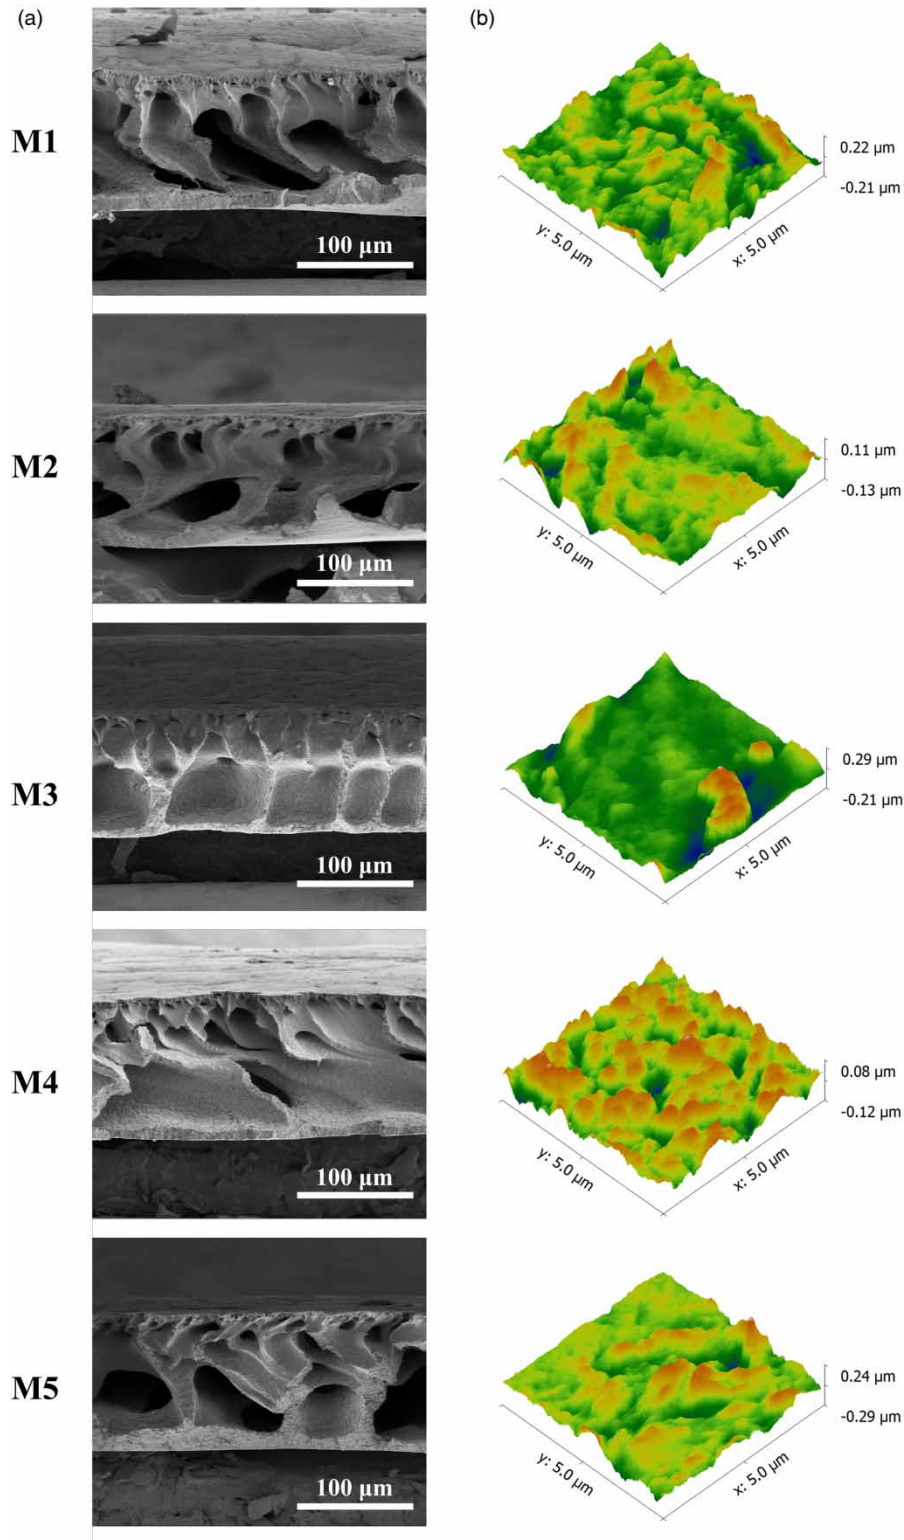 (a)
(b)
M1
100 µm
0.22 µm
-0.21 µm
y: 5.0 µm
x: 5.0 µm
M2
100 µm
0.11 µm
-0.13 µm
y: 5.0 µm
x: 5.0 µm
M3
100 µm
0.29 µm
-0.21 µm
y: 5.0 µm
x: 5.0 µm
M4
100 µm
0.08 µm
-0.12 µm
y: 5.0 µm
x: 5.0 µm
M5
100 µm
0.24 µm
-0.29 µm
y: 5.0 µm
x: 5.0 µm